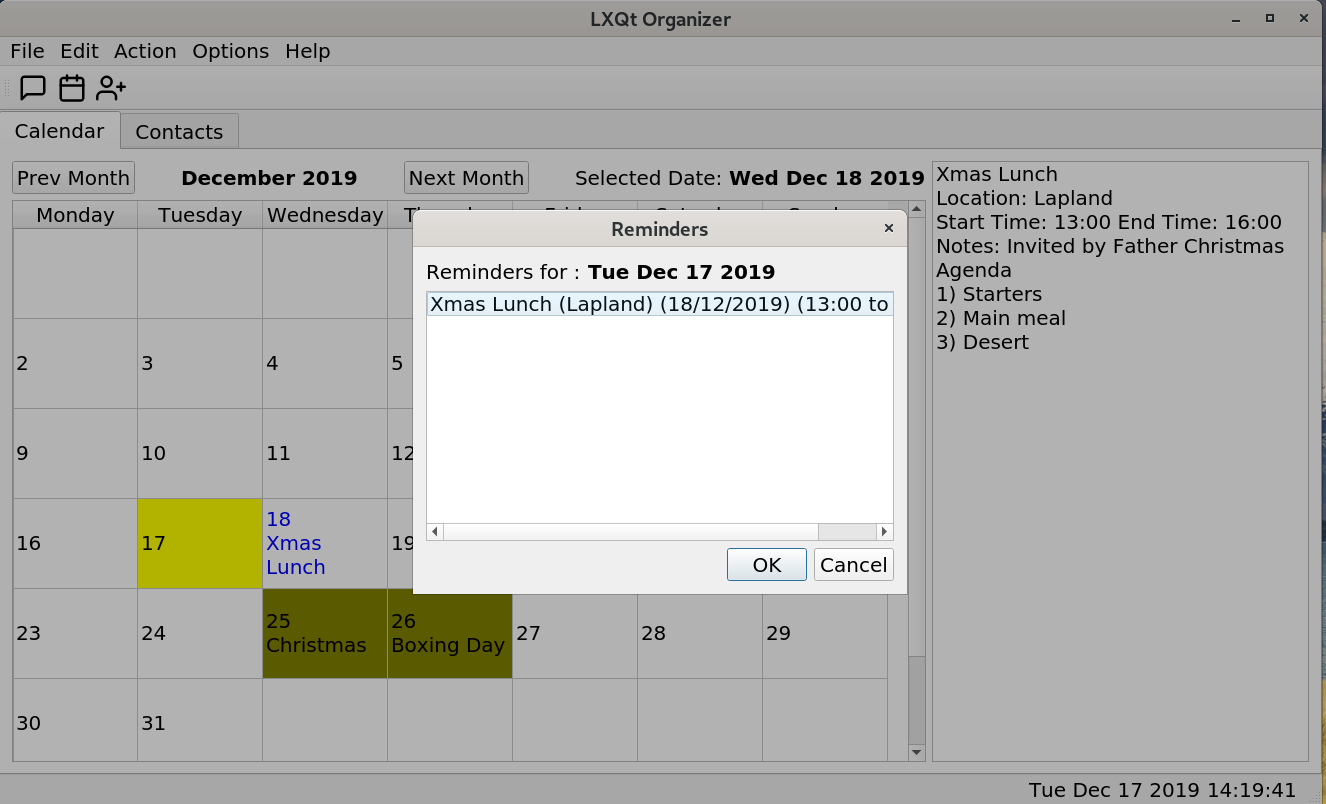 LXQt Organizer
File Edit Action Options Help
Calendar Contacts
Prev Month December 2019 Next Month Selected Date: Wed Dec 18 2019
Monday Tuesday Wednesday
2 3 4 5
9 10 11 12
16 17 18 Xmas Lunch 19
23 24 25 Christmas 26 Boxing Day 27 28 29
30 31
Reminders
Reminders for : Tue Dec 17 2019
Xmas Lunch (Lapland) (18/12/2019) (13:00 to
OK Cancel
Xmas Lunch
Location: Lapland
Start Time: 13:00 End Time: 16:00
Notes: Invited by Father Christmas
Agenda
1) Starters
2) Main meal
3) Desert
Tue Dec 17 2019 14:19:41